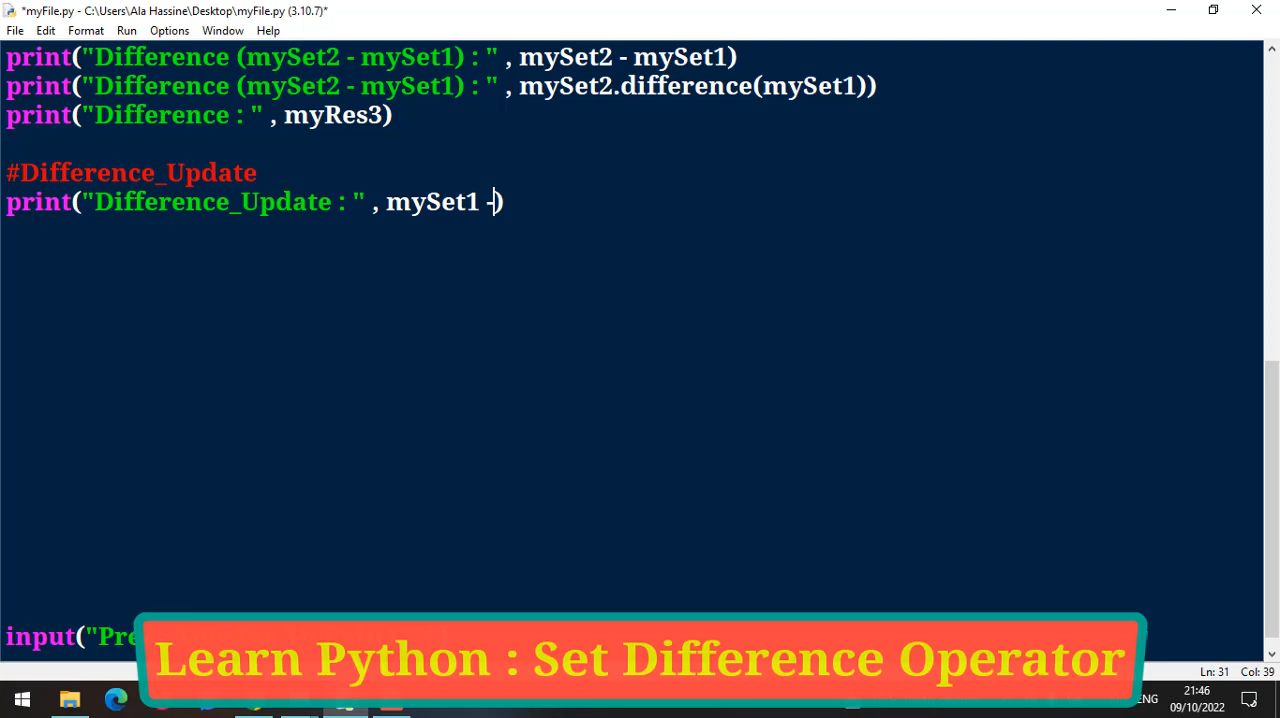 *myFile.py - C:\Users\Ala Hassine\Desktop\myFile.py (3.10.7)*
File Edit Format Run Options Window Help
print("Difference (mySet2 - mySet1) : " , mySet2 - mySet1)
print("Difference (mySet2 - mySet1) : " , mySet2.difference(mySet1))
print("Difference : " , myRes3)
#Difference_Update
print("Difference_Update : " , mySet1 -)
input("Pre
Learn Python : Set Difference Operator
Ln: 31 Col: 39
ENG
21:46
09/10/2022